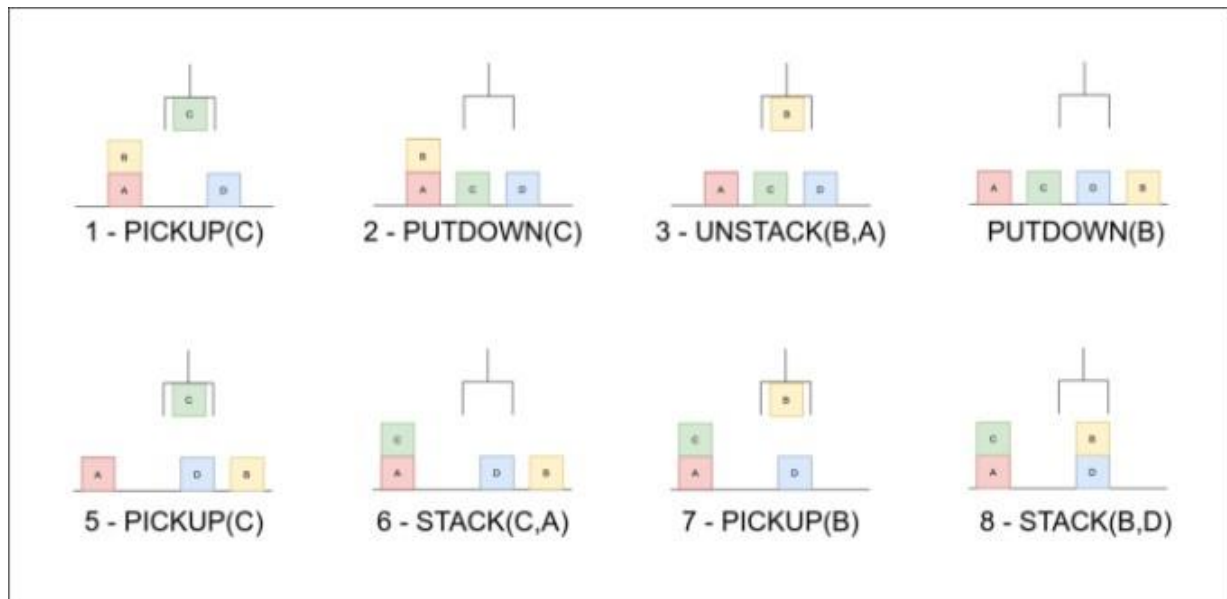 C
B
A
D
1 - PICKUP(C)
B
A
C
D
2 - PUTDOWN(C)
B
A
C
D
3 - UNSTACK(B,A)
A
C
D
B
PUTDOWN(B)
C
A
D
B
5 - PICKUP(C)
C
A
D
B
6 - STACK(C,A)
B
C
A
D
7 - PICKUP(B)
C
A
B
D
8 - STACK(B,D)